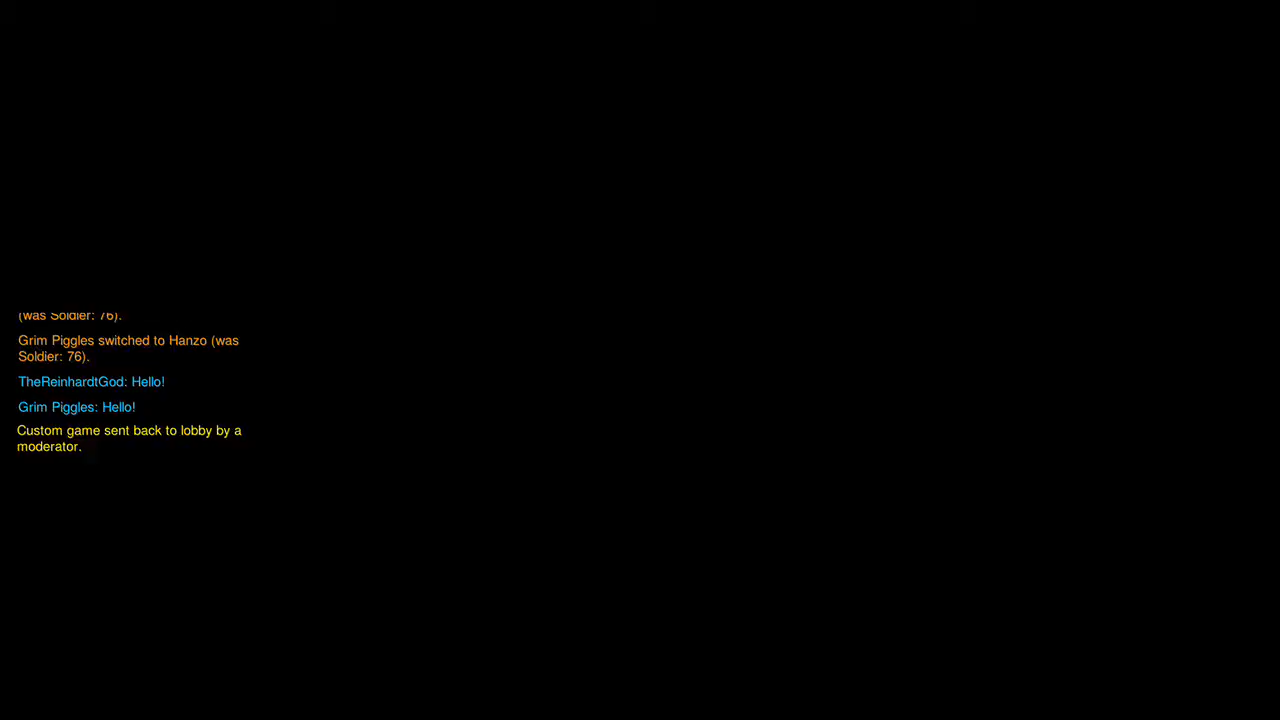 (was Soldier: 76).
Grim Piggles switched to Hanzo (was
Soldier: 76).
TheReinhardtGod: Hello!
Grim Piggles: Hello!
Custom game sent back to lobby by a
moderator.